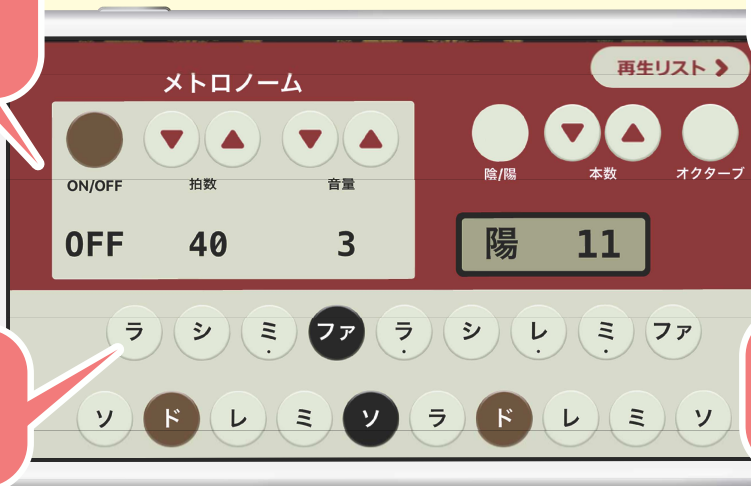 再生リスト
メトロノーム
ON/OFF 拍数 音量
陰/陽 本数 オクターブ
OFF 40 3
陽 11
ラ シ ミ ファ ラ シ レ ミ ファ
ソ ド レ ミ ソ ラ ド レ ミ ソ